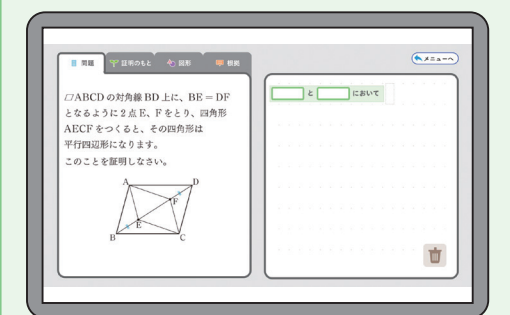 問題
証明のもと
図形
根拠
メニューへ
▱ABCD の対角線 BD 上に、BE = DF
となるように 2 点 E、F をとり、四角形
AECF をつくると、その四角形は
平行四辺形になります。
このことを証明しなさい。
A
D
F
E
B
C
と
において